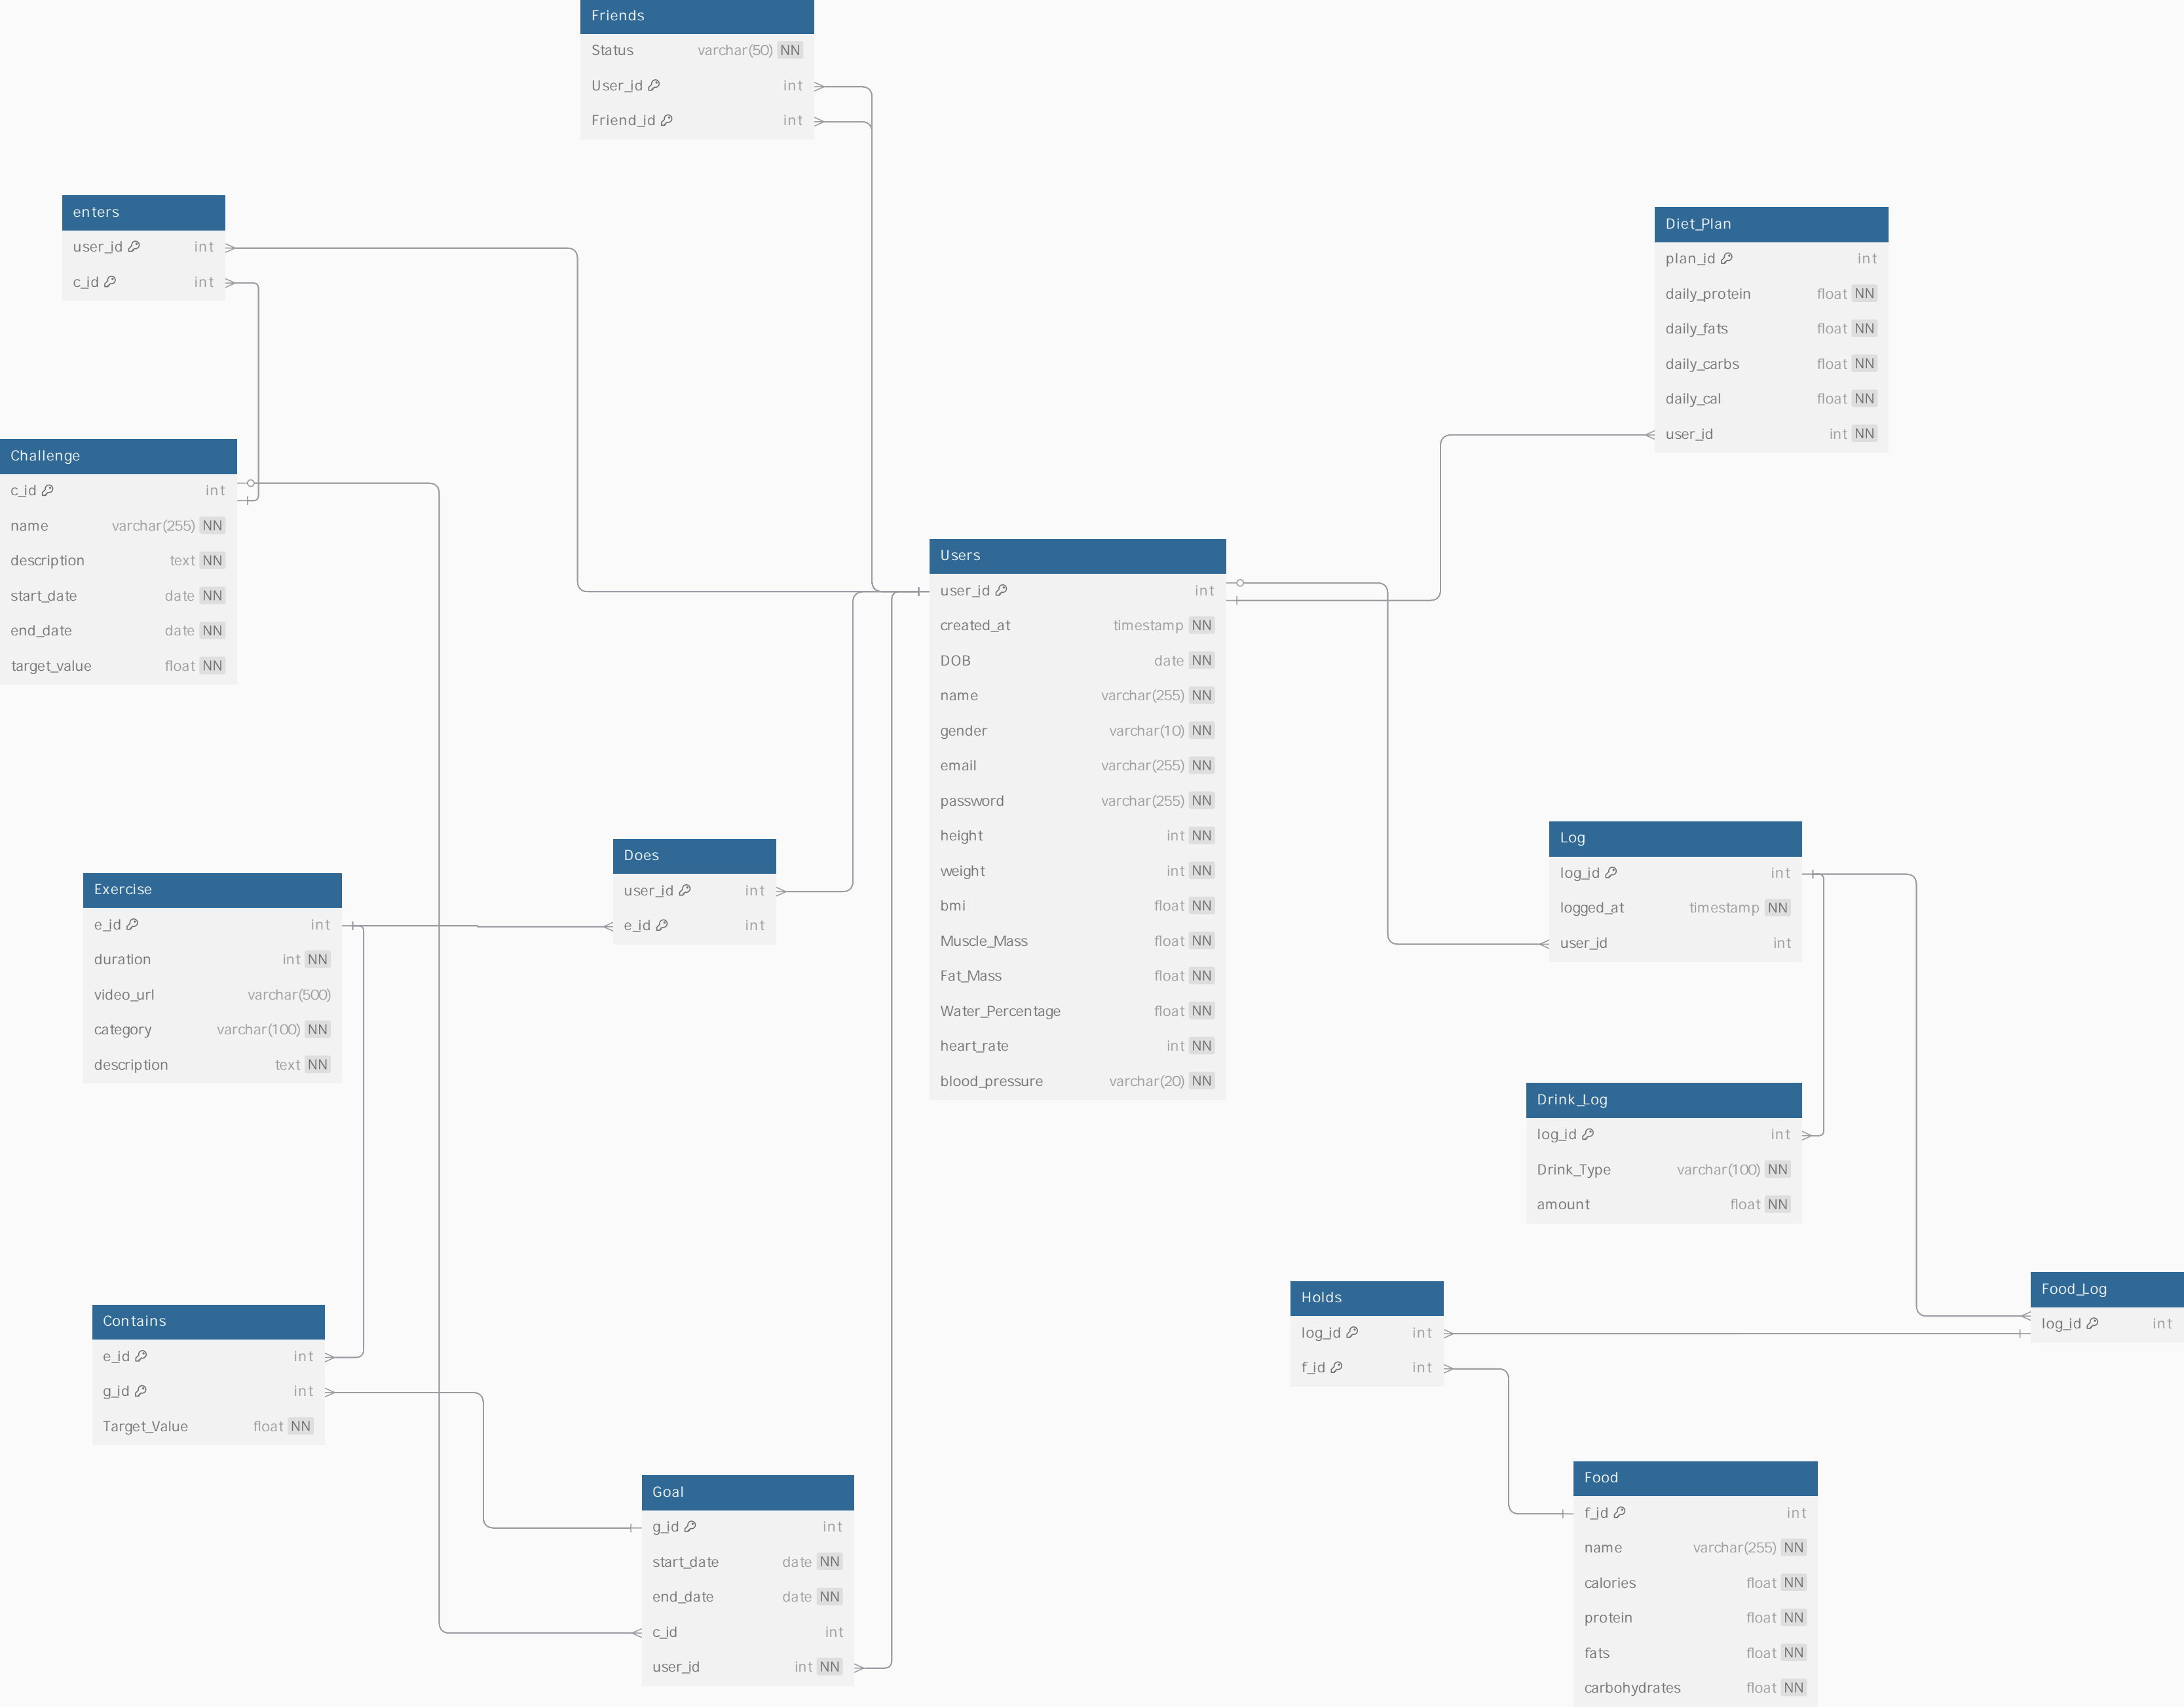 Friends
Status varchar(50) NN
User_id int
Friend_id int
enters
user_id int
c_id int
Diet_Plan
plan_id int
daily_protein float NN
daily_fats float NN
daily_carbs float NN
daily_cal float NN
user_id int NN
Challenge
c_id int
name varchar(255) NN
description text NN
start_date date NN
end_date date NN
target_value float NN
Users
user_id int
created_at timestamp NN
DOB date NN
name varchar(255) NN
gender varchar(10) NN
email varchar(255) NN
password varchar(255) NN
height int NN
weight int NN
bmi float NN
Muscle_Mass float NN
Fat_Mass float NN
Water_Percentage float NN
heart_rate int NN
blood_pressure varchar(20) NN
Log
log_id int
logged_at timestamp NN
user_id int
Does
user_id int
e_id int
Exercise
e_id int
duration int NN
video_url varchar(500)
category varchar(100) NN
description text NN
Drink_Log
log_id int
Drink_Type varchar(100) NN
amount float NN
Food_Log
log_id int
Holds
log_id int
f_id int
Contains
e_id int
g_id int
Target_Value float NN
Food
f_id int
name varchar(255) NN
calories float NN
protein float NN
fats float NN
carbohydrates float NN
Goal
g_id int
start_date date NN
end_date date NN
c_id int
user_id int NN